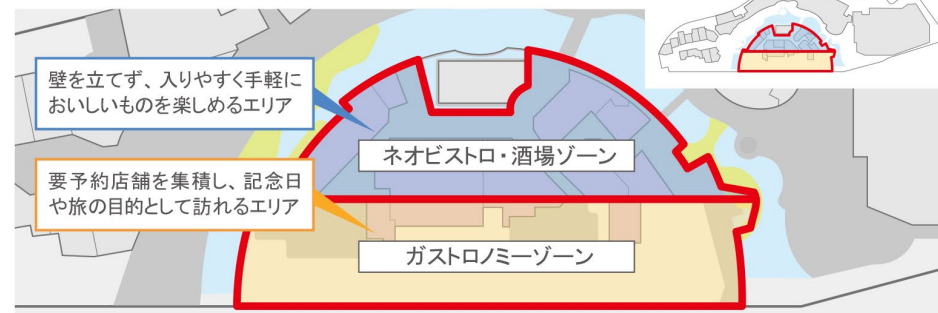 壁を立てず、入りやすく手軽に
おいしいものを楽しめるエリア
ネオビストロ・酒場ゾーン
要予約店舗を集積し、記念日
や旅の目的として訪れるエリア
ガストロノミーゾーン